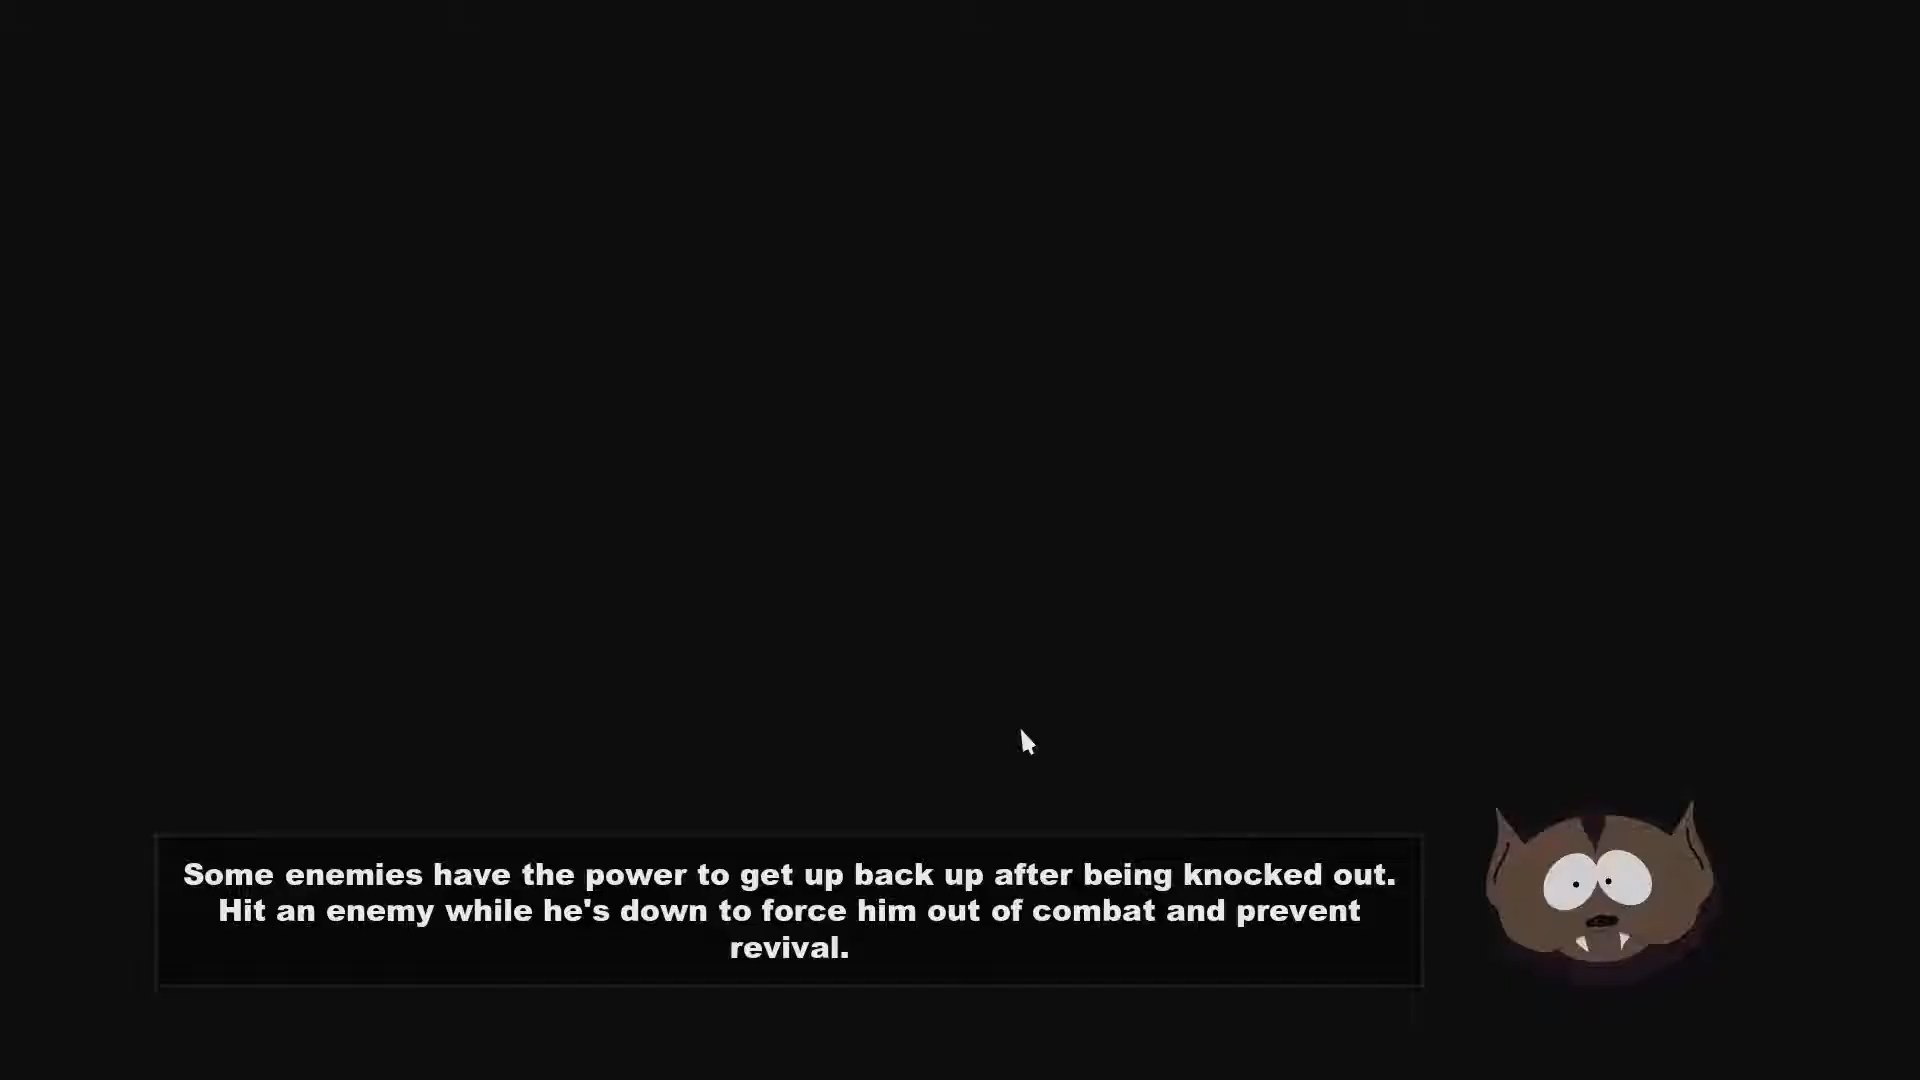 Some enemies have the power to get up back up after being knocked out.
Hit an enemy while he's down to force him out of combat and prevent
revival.